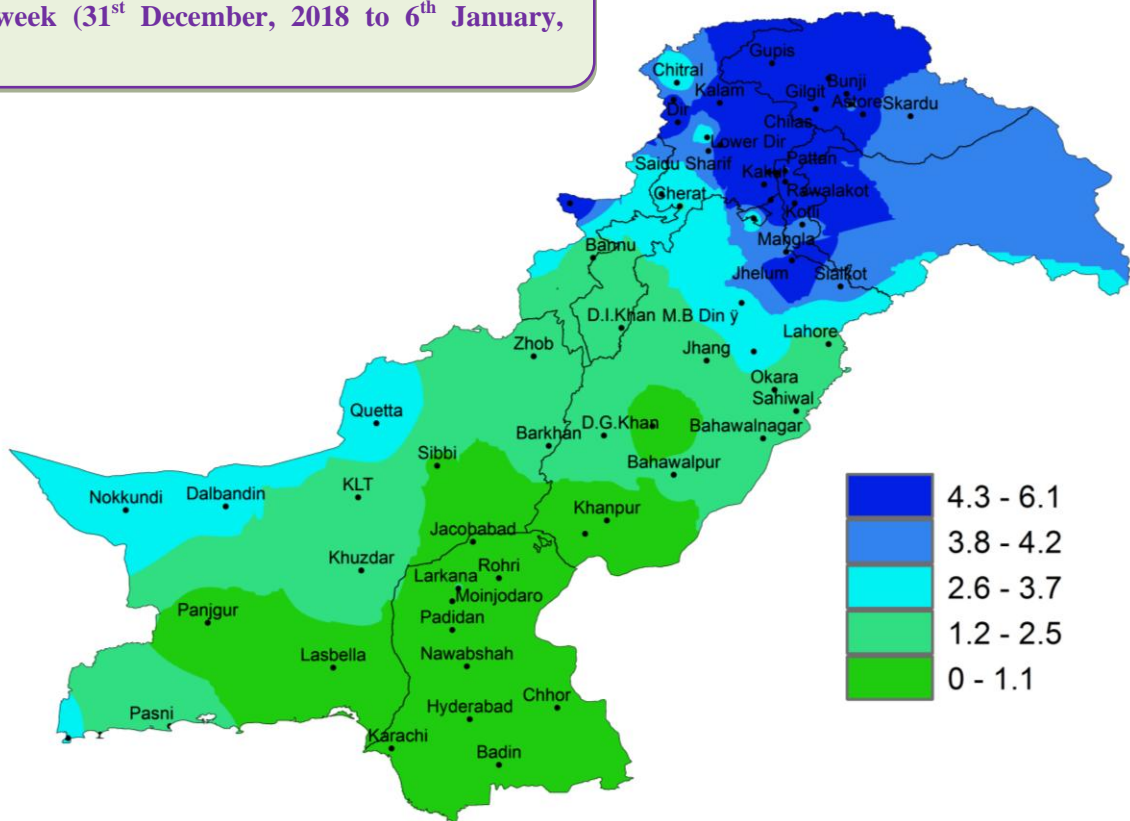 week (31st December, 2018 to 6th January,
Gupis
Chitral
Bunji
Kalam
Gilgit
Astore
Skardu
Dir
Chilas
Lower Dir
Pattan
Saidu Sharif
Rawalakot
Cherat
Kotli
Mangla
Bannu
Jhelum
Sialkot
D.I.Khan
M.B Din ÿ
Lahore
Zhob
Jhang
Okara
Sahiwal
Quetta
D.G.Khan
Bahawalnagar
Barkhan
Sibbi
Bahawalpur
KLT
Nokkundi
Dalbandin
Khanpur
Jacobabad
Khuzdar
Rohri
Larkana
Moinjodaro
Panjgur
Padidan
Lasbella
Nawabshah
Chhor
Pasni
Hyderabad
Karachi
Badin
4.3 - 6.1
3.8 - 4.2
2.6 - 3.7
1.2 - 2.5
0 - 1.1